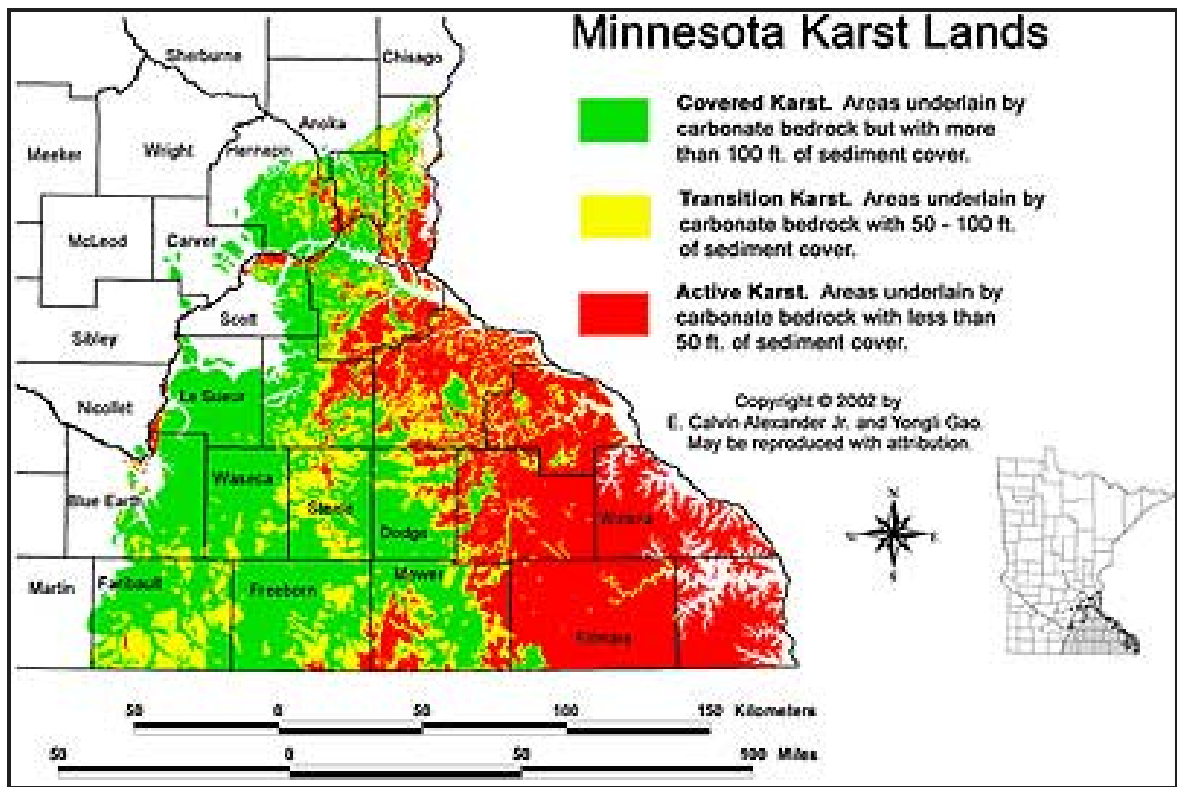 Minnesota Karst Lands
Covered Karst. Areas underlain by
carbonate bedrock but with more
than 100 ft. of sediment cover.
Transition Karst. Areas underlain by
carbonate bedrock with 50 - 100 ft.
of sediment cover.
Active Karst. Areas underlain by
carbonate bedrock with less than
50 ft. of sediment cover.
Copyright © 2002 by
E. Calvin Alexander Jr. and Yongli Gao.
May be reproduced with attribution.
Sherburne
Chisago
Anoka
Meeker
Wright
Hennepin
McLeod
Carver
Scott
Sibley
Le Sueur
Nicollet
Waseca
Blue Earth
Steele
Dodge
Winona
Martin
Faribault
Freeborn
Mower
N
W
E
S
50 0 50 100 150 Kilometers
50 0 50 100 Miles